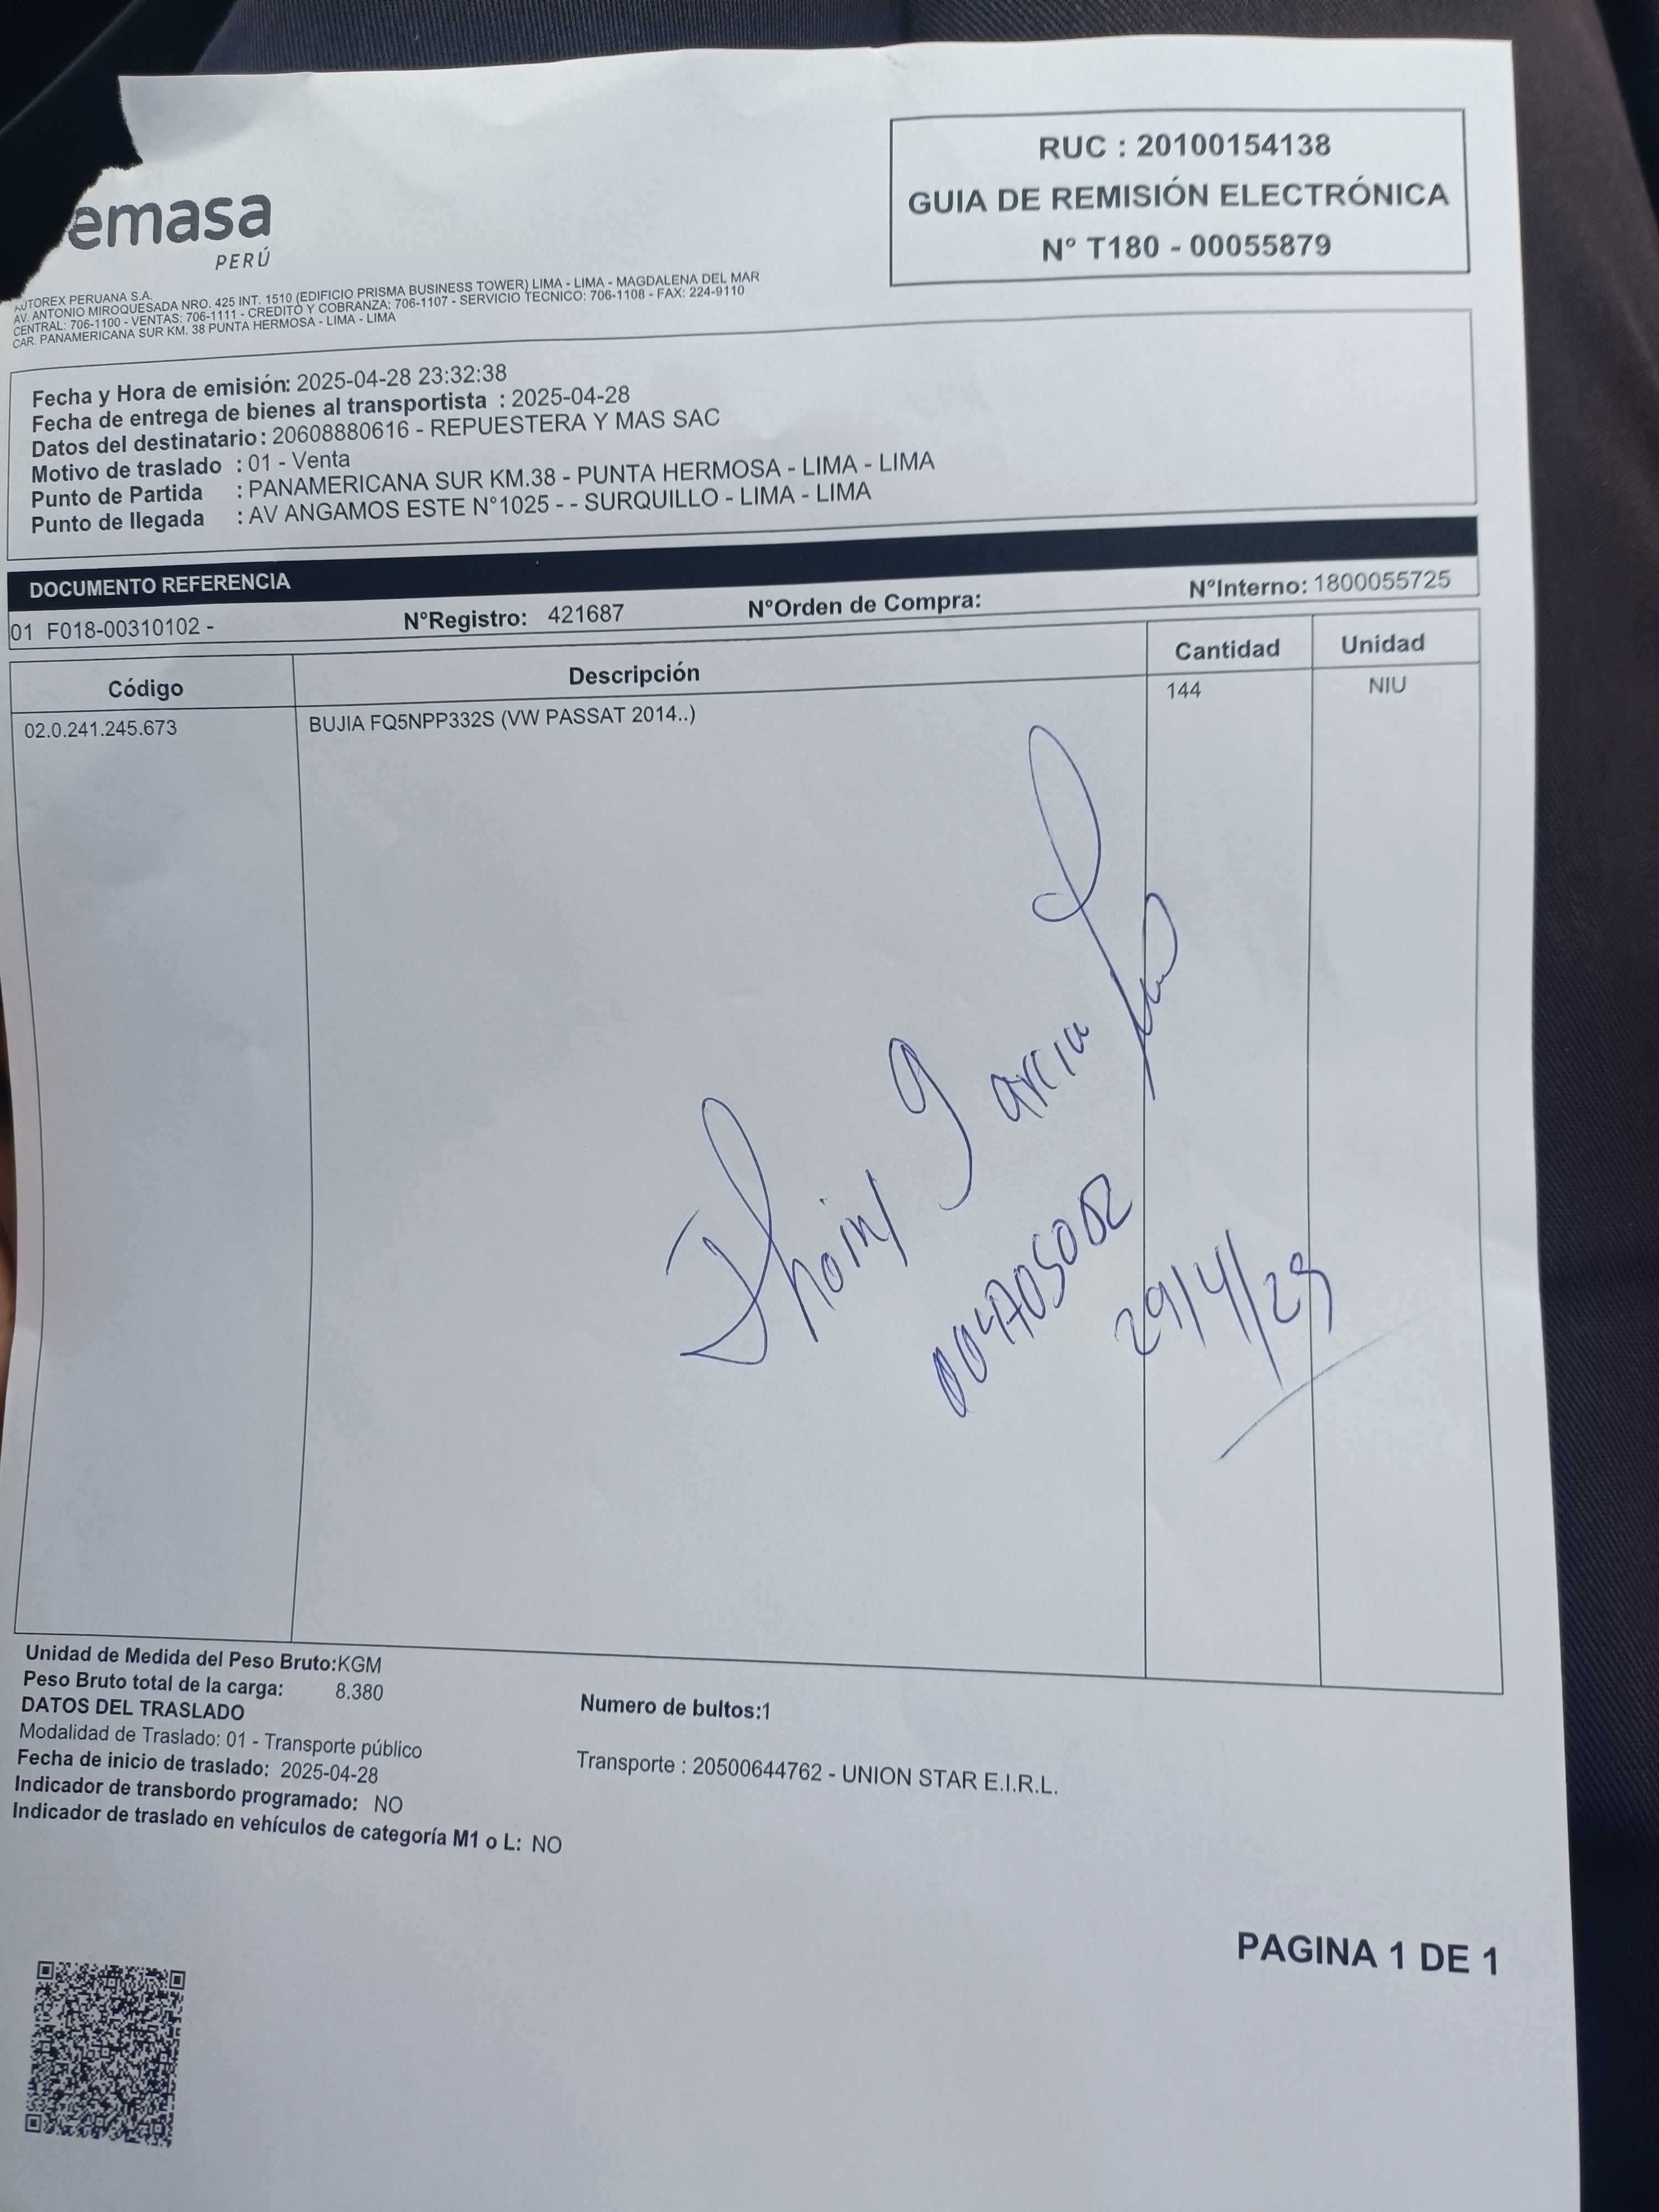 emasa
PERÚ
RUC : 20100154138
GUIA DE REMISIÓN ELECTRÓNICA
N° T180 - 00055879
AUTOREX PERUANA S.A.
AV. ANTONIO MIROQUESADA NRO. 425 INT. 1510 (EDIFICIO PRISMA BUSINESS TOWER) LIMA - LIMA - MAGDALENA DEL MAR
CENTRAL: 706-1100 - VENTAS: 706-1111 - CREDITO Y COBRANZA: 706-1107 - SERVICIO TECNICO: 706-1108 - FAX: 224-9110
CAR. PANAMERICANA SUR KM. 38 PUNTA HERMOSA - LIMA - LIMA
Fecha y Hora de emisión: 2025-04-28 23:32:38
Fecha de entrega de bienes al transportista : 2025-04-28
Datos del destinatario: 20608880616 - REPUESTERA Y MAS SAC
Motivo de traslado : 01 - Venta
Punto de Partida : PANAMERICANA SUR KM.38 - PUNTA HERMOSA - LIMA - LIMA
Punto de llegada : AV ANGAMOS ESTE N°1025 - - SURQUILLO - LIMA - LIMA
DOCUMENTO REFERENCIA
01 F018-00310102 - N°Registro: 421687 N°Orden de Compra: N°Interno: 1800055725
Código Descripción Cantidad Unidad
02.0.241.245.673 BUJIA FQ5NPP332S (VW PASSAT 2014..) 144 NIU
Garcia
29/4/25
Unidad de Medida del Peso Bruto:KGM
Peso Bruto total de la carga: 8.380 Numero de bultos:1
DATOS DEL TRASLADO
Modalidad de Traslado: 01 - Transporte público
Fecha de inicio de traslado: 2025-04-28 Transporte : 20500644762 - UNION STAR E.I.R.L.
Indicador de transbordo programado: NO
Indicador de traslado en vehículos de categoría M1 o L: NO
PAGINA 1 DE 1